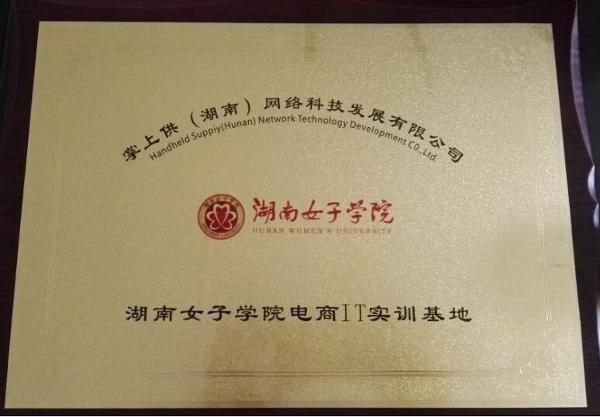 掌上供（湖南）网络科技发展有限公司
Handheld Supply(Hunan) Network Technology Development CO.,Ltd.
湖南女子学院
HUNAN WOMEN'S UNIVERSITY
湖南女子学院电商IT实训基地